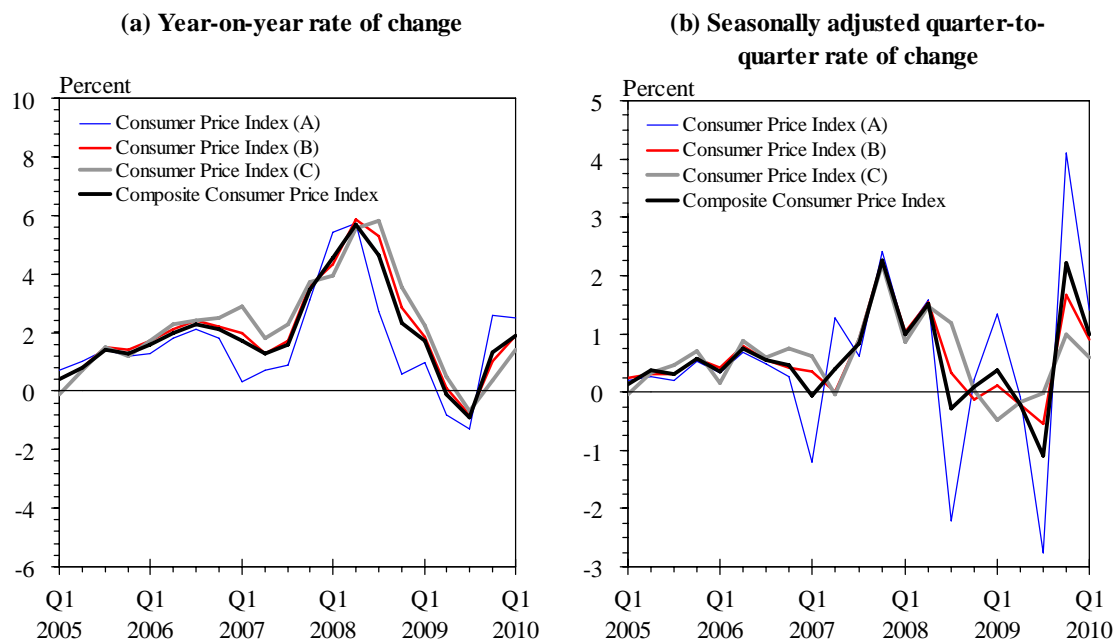 (a) Year-on-year rate of change
Percent
10
8
6
4
2
0
-2
-4
-6
Consumer Price Index (A)
Consumer Price Index (B)
Consumer Price Index (C)
Composite Consumer Price Index
Q1 Q1 Q1 Q1 Q1 Q1
2005 2006 2007 2008 2009 2010
(b) Seasonally adjusted quarter-to-
quarter rate of change
Percent
5
4
3
2
1
0
-1
-2
-3
Consumer Price Index (A)
Consumer Price Index (B)
Consumer Price Index (C)
Composite Consumer Price Index
Q1 Q1 Q1 Q1 Q1 Q1
2005 2006 2007 2008 2009 2010